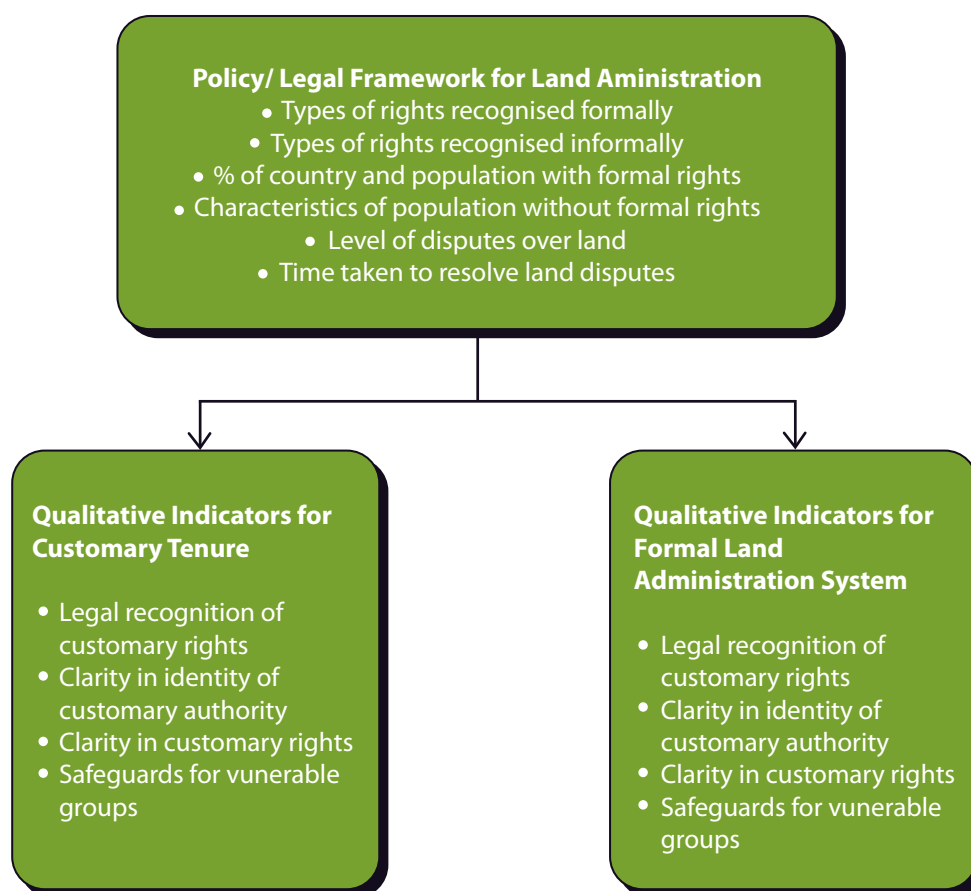 Policy/ Legal Framework for Land Aministration
• Types of rights recognised formally
• Types of rights recognised informally
• % of country and population with formal rights
• Characteristics of population without formal rights
• Level of disputes over land
• Time taken to resolve land disputes
Qualitative Indicators for
Customary Tenure
• Legal recognition of
customary rights
• Clarity in identity of
customary authority
• Clarity in customary rights
• Safeguards for vunerable
groups
Qualitative Indicators for
Formal Land
Administration System
• Legal recognition of
customary rights
• Clarity in identity of
customary authority
• Clarity in customary rights
• Safeguards for vunerable
groups